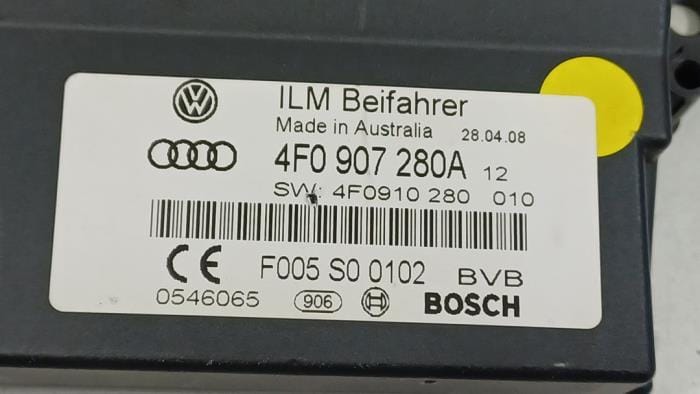 ILM Beifahrer
Made in Australia 28.04.08
4F0 907 280A 12
SW: 4F0910 280 010
CE F005 S0 0102 BVB
0546065 906 BOSCH